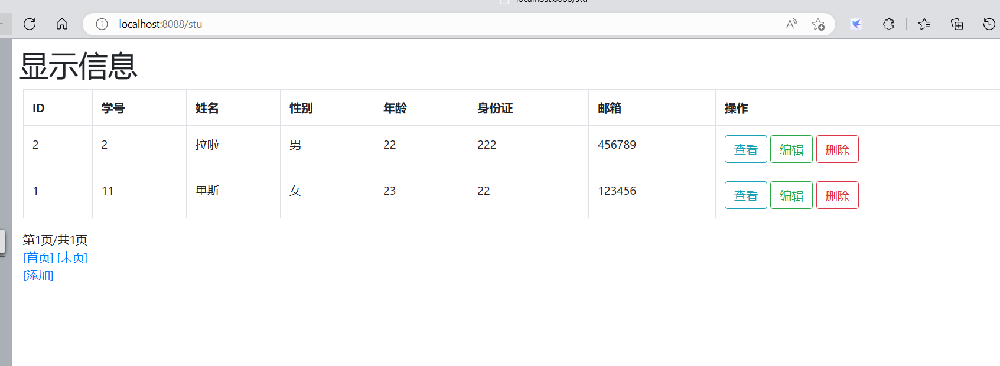 localhost:8088/stu
localhost:8088/stu
显示信息
ID 学号 姓名 性别 年龄 身份证 邮箱 操作
2 2 拉啦 男 22 222 456789 查看 编辑 删除
1 11 里斯 女 23 22 123456 查看 编辑 删除
第1页/共1页
[首页] [末页]
[添加]